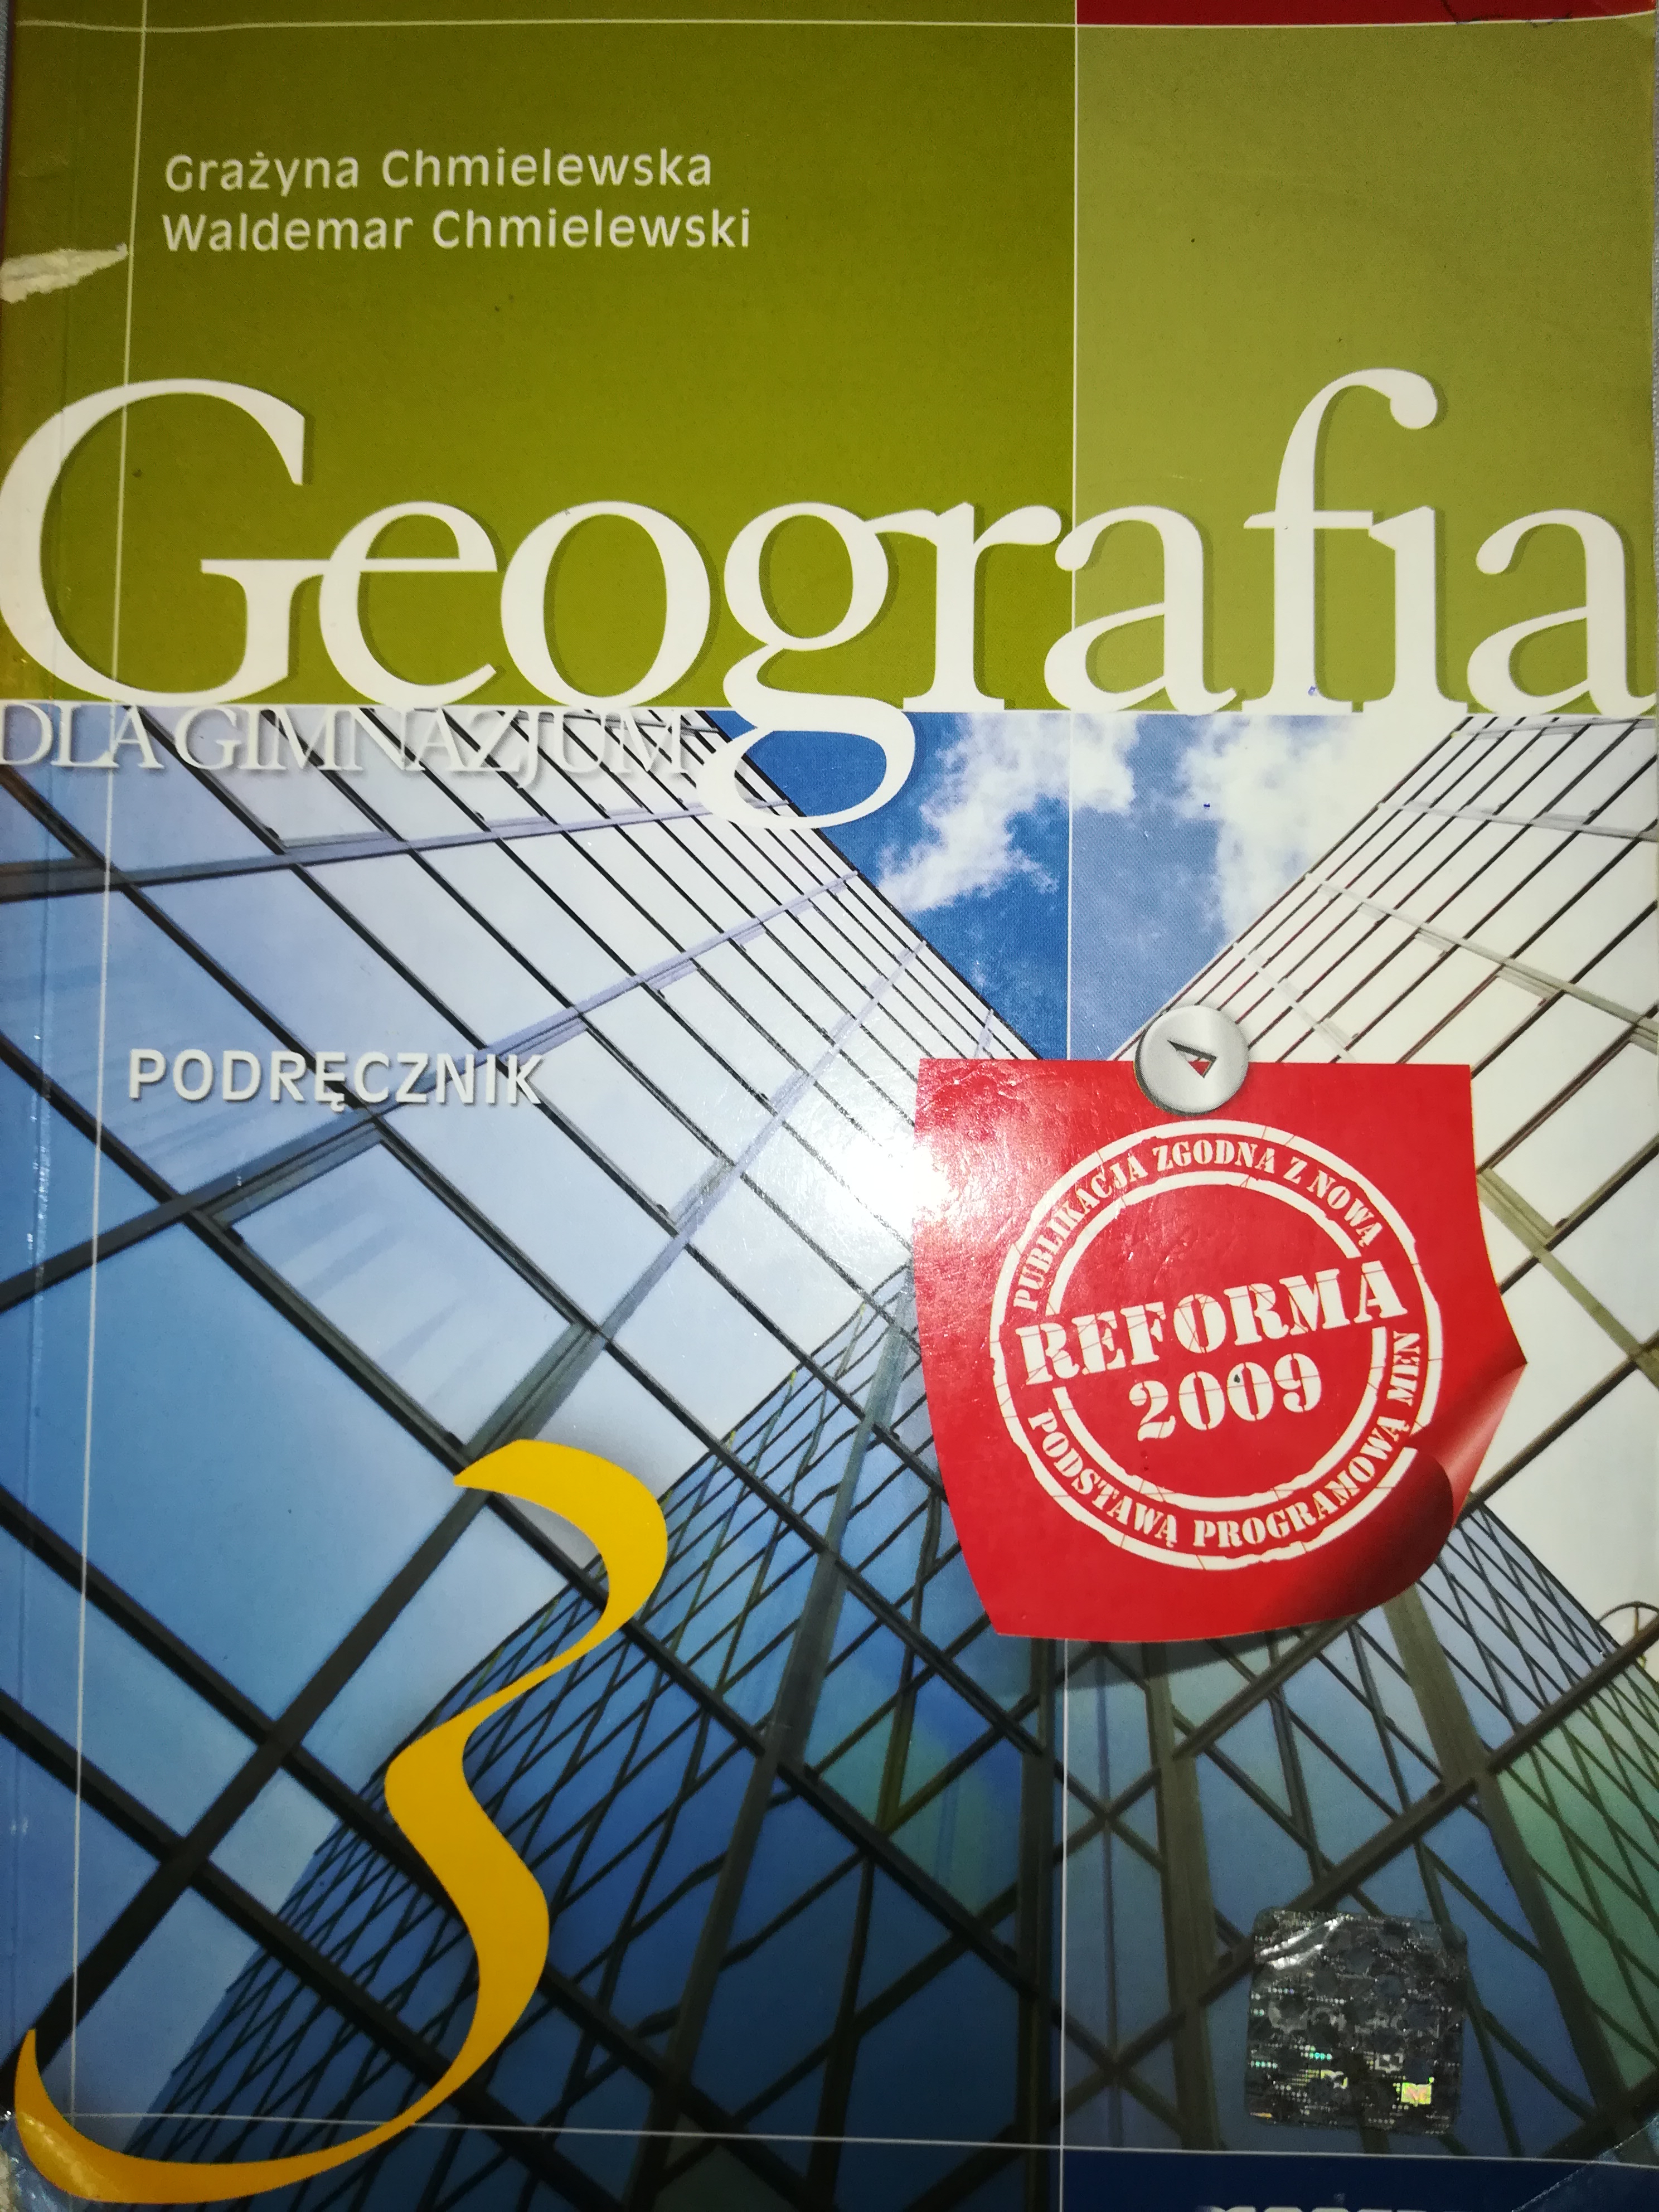 Grażyna Chmielewska
Waldemar Chmielewski
Geografia
DLA GIMNAZJUM
PODRĘCZNIK
PUBLIKACJA ZGODNA Z NOWĄ
REFORMA
2009
PODSTAWĄ PROGRAMOWĄ MEN
3